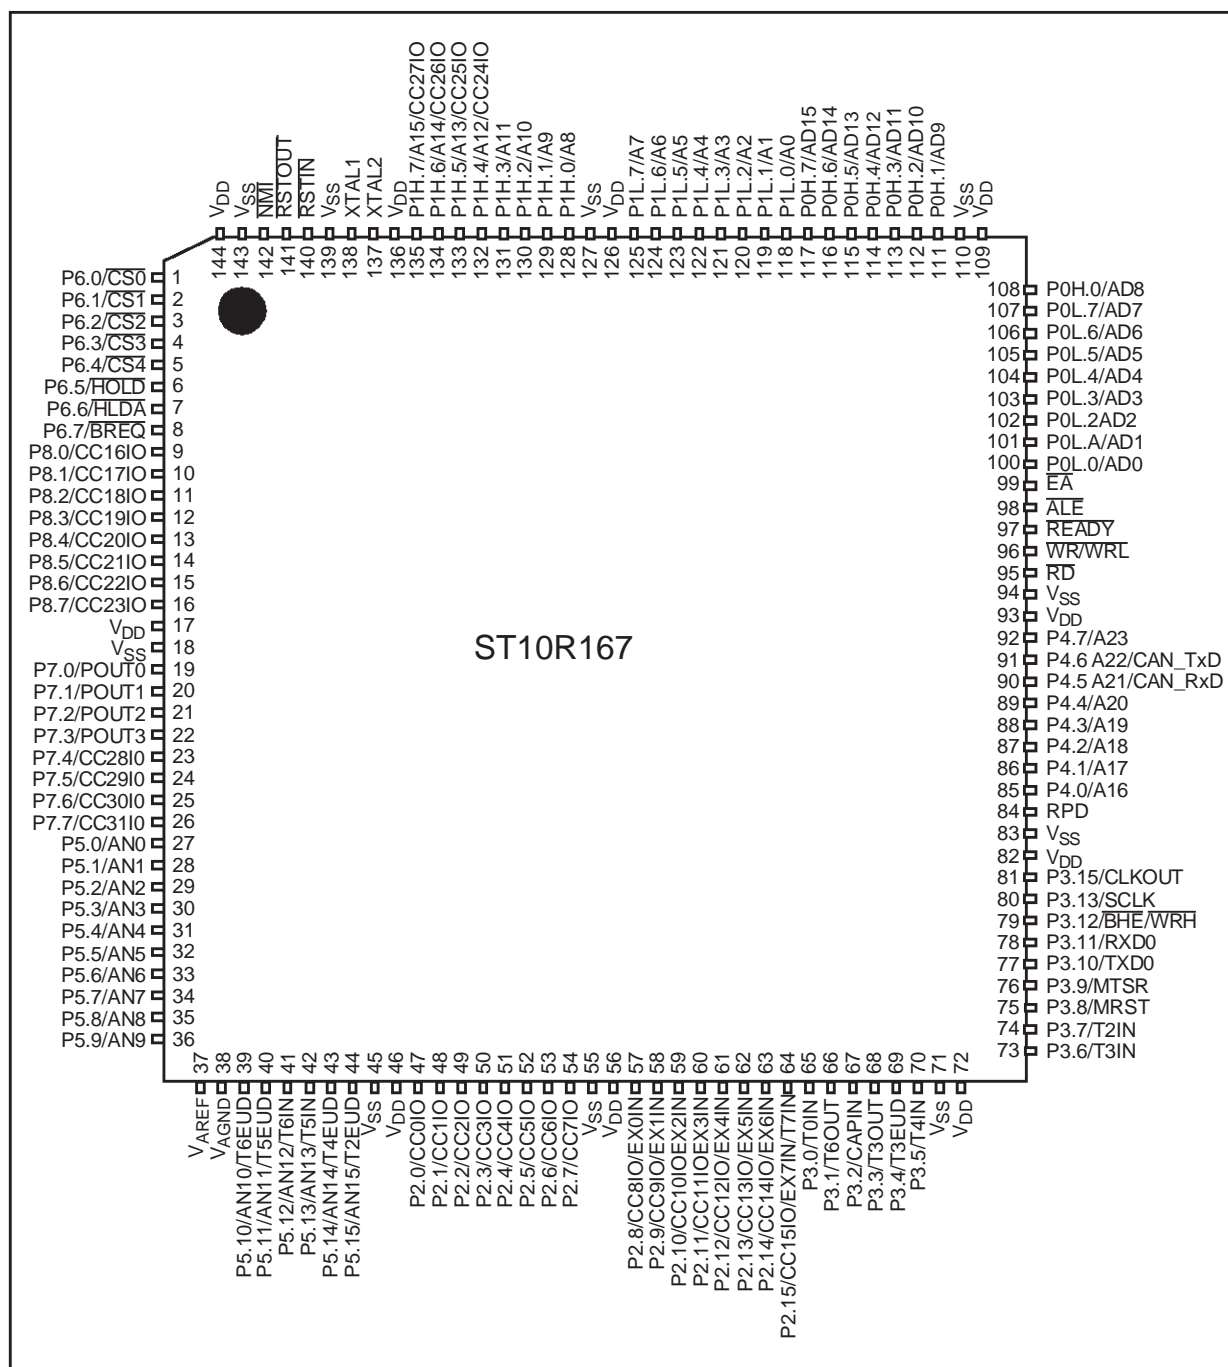 P6.0/CS0 1
P6.1/CS1 2
P6.2/CS2 3
P6.3/CS3 4
P6.4/CS4 5
P6.5/HOLD 6
P6.6/HLDA 7
P6.7/BREQ 8
P8.0/CC16IO 9
P8.1/CC17IO 10
P8.2/CC18IO 11
P8.3/CC19IO 12
P8.4/CC20IO 13
P8.5/CC21IO 14
P8.6/CC22IO 15
P8.7/CC23IO 16
VDD 17
VSS 18
P7.0/POUT0 19
P7.1/POUT1 20
P7.2/POUT2 21
P7.3/POUT3 22
P7.4/CC28I0 23
P7.5/CC29I0 24
P7.6/CC30I0 25
P7.7/CC31I0 26
P5.0/AN0 27
P5.1/AN1 28
P5.2/AN2 29
P5.3/AN3 30
P5.4/AN4 31
P5.5/AN5 32
P5.6/AN6 33
P5.7/AN7 34
P5.8/AN8 35
P5.9/AN9 36
37 VAREF
38 VAGND
39 P5.10/AN10/T6EUD
40 P5.11/AN11/T5EUD
41 P5.12/AN12/T6IN
42 P5.13/AN13/T5IN
43 P5.14/AN14/T4EUD
44 P5.15/AN15/T2EUD
45 VSS
46 VDD
47 P2.0/CC0IO
48 P2.1/CC1IO
49 P2.2/CC2IO
50 P2.3/CC3IO
51 P2.4/CC4IO
52 P2.5/CC5IO
53 P2.6/CC6IO
54 P2.7/CC7IO
55 VSS
56 VDD
57 P2.8/CC8IO/EX0IN
58 P2.9/CC9IO/EX1IN
59 P2.10/CC10IOEX2IN
60 P2.11/CC11IOEX3IN
61 P2.12/CC12IO/EX4IN
62 P2.13/CC13IO/EX5IN
63 P2.14/CC14IO/EX6IN
64 P2.15/CC15IO/EX7IN/T7IN
65 P3.0/T0IN
66 P3.1/T6OUT
67 P3.2/CAPIN
68 P3.3/T3OUT
69 P3.4/T3EUD
70 P3.5/T4IN
71 VSS
72 VDD
144 VDD
143 VSS
142 NMI
141 RSTOUT
140 RSTIN
139 VSS
138 XTAL1
137 XTAL2
136 VDD
135 P1H.7/A15/CC27IO
134 P1H.6/A14/CC26IO
133 P1H.5/A13/CC25IO
132 P1H.4/A12/CC24IO
131 P1H.3/A11
130 P1H.2/A10
129 P1H.1/A9
128 P1H.0/A8
127 VSS
126 VDD
125 P1L.7/A7
124 P1L.6/A6
123 P1L.5/A5
122 P1L.4/A4
121 P1L.3/A3
120 P1L.2/A2
119 P1L.1/A1
118 P1L.0/A0
117 P0H.7/AD15
116 P0H.6/AD14
115 P0H.5/AD13
114 P0H.4/AD12
113 P0H.3/AD11
112 P0H.2/AD10
111 P0H.1/AD9
110 VSS
109 VDD
108 P0H.0/AD8
107 P0L.7/AD7
106 P0L.6/AD6
105 P0L.5/AD5
104 P0L.4/AD4
103 P0L.3/AD3
102 P0L.2AD2
101 P0L.A/AD1
100 P0L.0/AD0
99 EA
98 ALE
97 READY
96 WR/WRL
95 RD
94 VSS
93 VDD
92 P4.7/A23
91 P4.6 A22/CAN_TxD
90 P4.5 A21/CAN_RxD
89 P4.4/A20
88 P4.3/A19
87 P4.2/A18
86 P4.1/A17
85 P4.0/A16
84 RPD
83 VSS
82 VDD
81 P3.15/CLKOUT
80 P3.13/SCLK
79 P3.12/BHE/WRH
78 P3.11/RXD0
77 P3.10/TXD0
76 P3.9/MTSR
75 P3.8/MRST
74 P3.7/T2IN
73 P3.6/T3IN
ST10R167